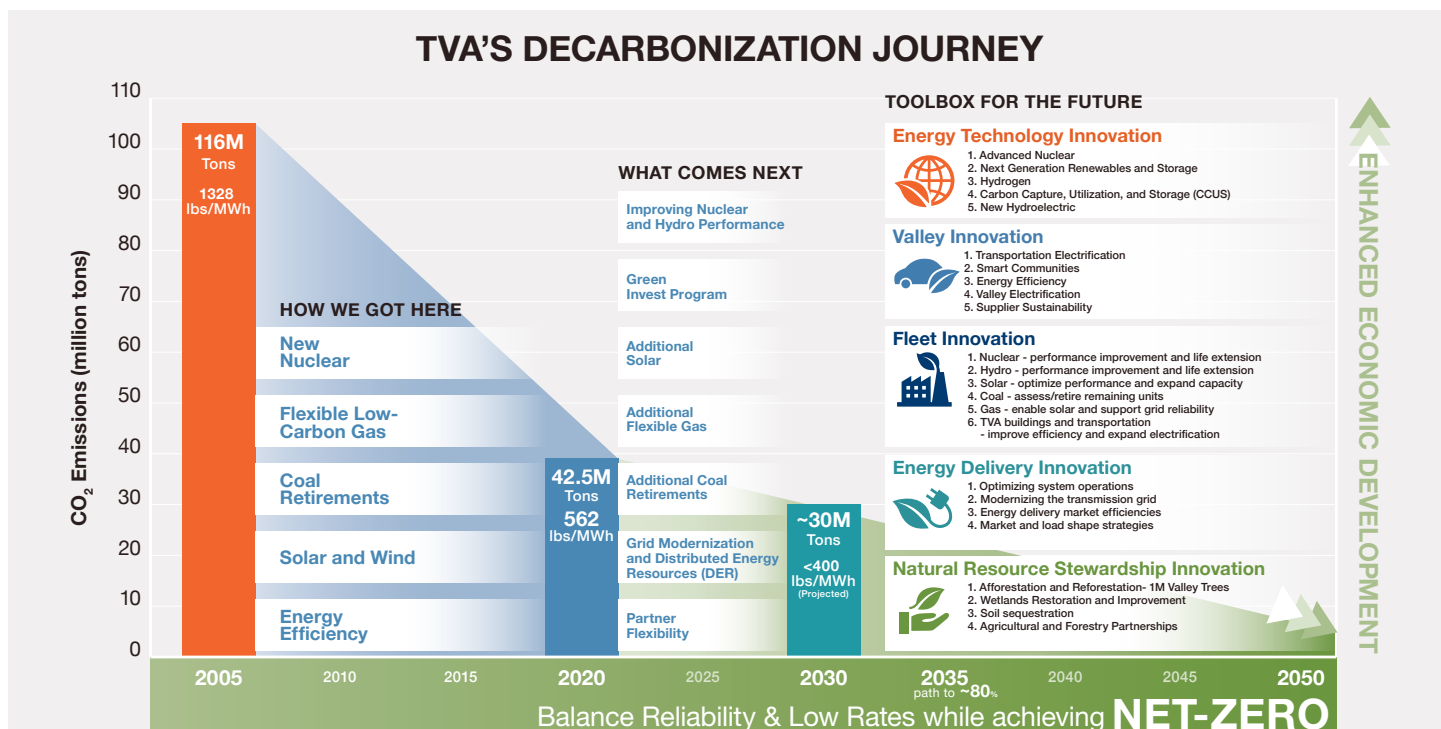 TVA'S DECARBONIZATION JOURNEY
CO2 Emissions (million tons)
110
100
90
80
70
60
50
40
30
20
10
0
116M
Tons
1328
lbs/MWh
HOW WE GOT HERE
New
Nuclear
Flexible Low-
Carbon Gas
Coal
Retirements
Solar and Wind
Energy
Efficiency
42.5M
Tons
562
lbs/MWh
WHAT COMES NEXT
Improving Nuclear
and Hydro Performance
Green
Invest Program
Additional
Solar
Additional
Flexible Gas
Additional Coal
Retirements
Grid Modernization
and Distributed Energy
Resources (DER)
Partner
Flexibility
~30M
Tons
<400
lbs/MWh
(Projected)
TOOLBOX FOR THE FUTURE
Energy Technology Innovation
1. Advanced Nuclear
2. Next Generation Renewables and Storage
3. Hydrogen
4. Carbon Capture, Utilization, and Storage (CCUS)
5. New Hydroelectric
Valley Innovation
1. Transportation Electrification
2. Smart Communities
3. Energy Efficiency
4. Valley Electrification
5. Supplier Sustainability
Fleet Innovation
1. Nuclear - performance improvement and life extension
2. Hydro - performance improvement and life extension
3. Solar - optimize performance and expand capacity
4. Coal - assess/retire remaining units
5. Gas - enable solar and support grid reliability
6. TVA buildings and transportation
- improve efficiency and expand electrification
Energy Delivery Innovation
1. Optimizing system operations
2. Modernizing the transmission grid
3. Energy delivery market efficiencies
4. Market and load shape strategies
Natural Resource Stewardship Innovation
1. Afforestation and Reforestation- 1M Valley Trees
2. Wetlands Restoration and Improvement
3. Soil sequestration
4. Agricultural and Forestry Partnerships
ENHANCED ECONOMIC DEVELOPMENT
2005 2010 2015 2020 2025 2030 2035 2040 2045 2050
path to ~80%
Balance Reliability & Low Rates while achieving NET-ZERO